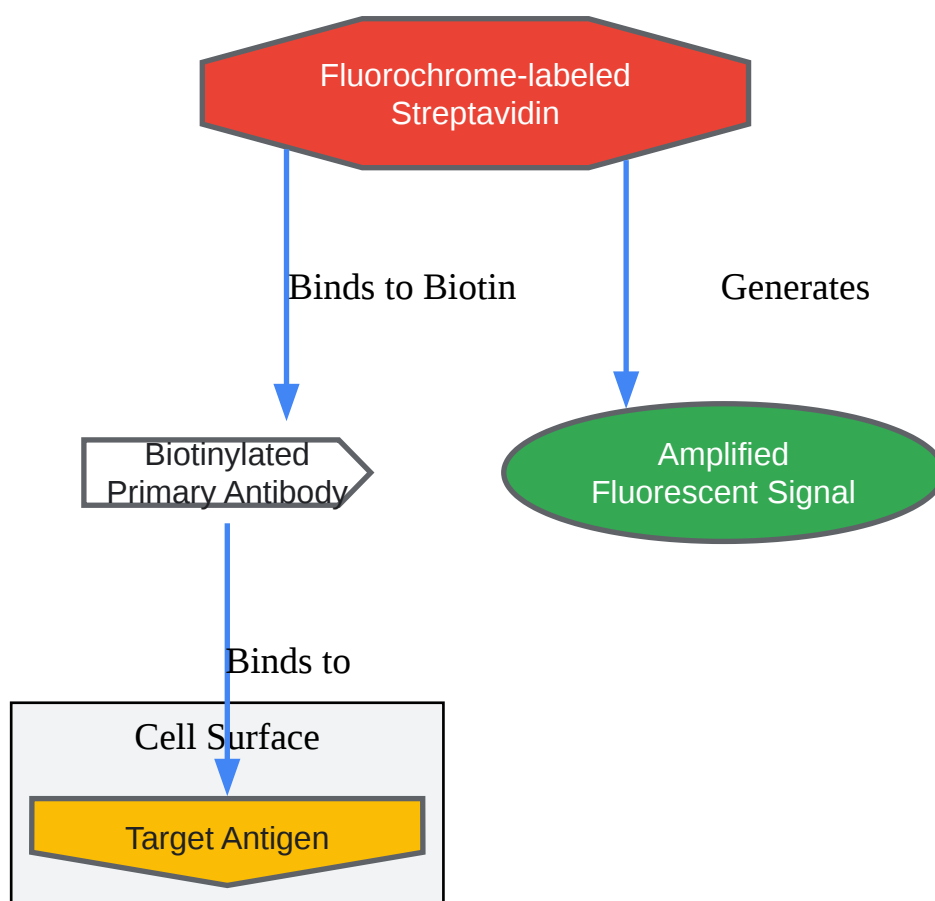 Fluorochrome-labeled
Streptavidin
Binds to Biotin
Generates
Biotinylated
Primary Antibody
Amplified
Fluorescent Signal
Binds to
Cell Surface
Target Antigen